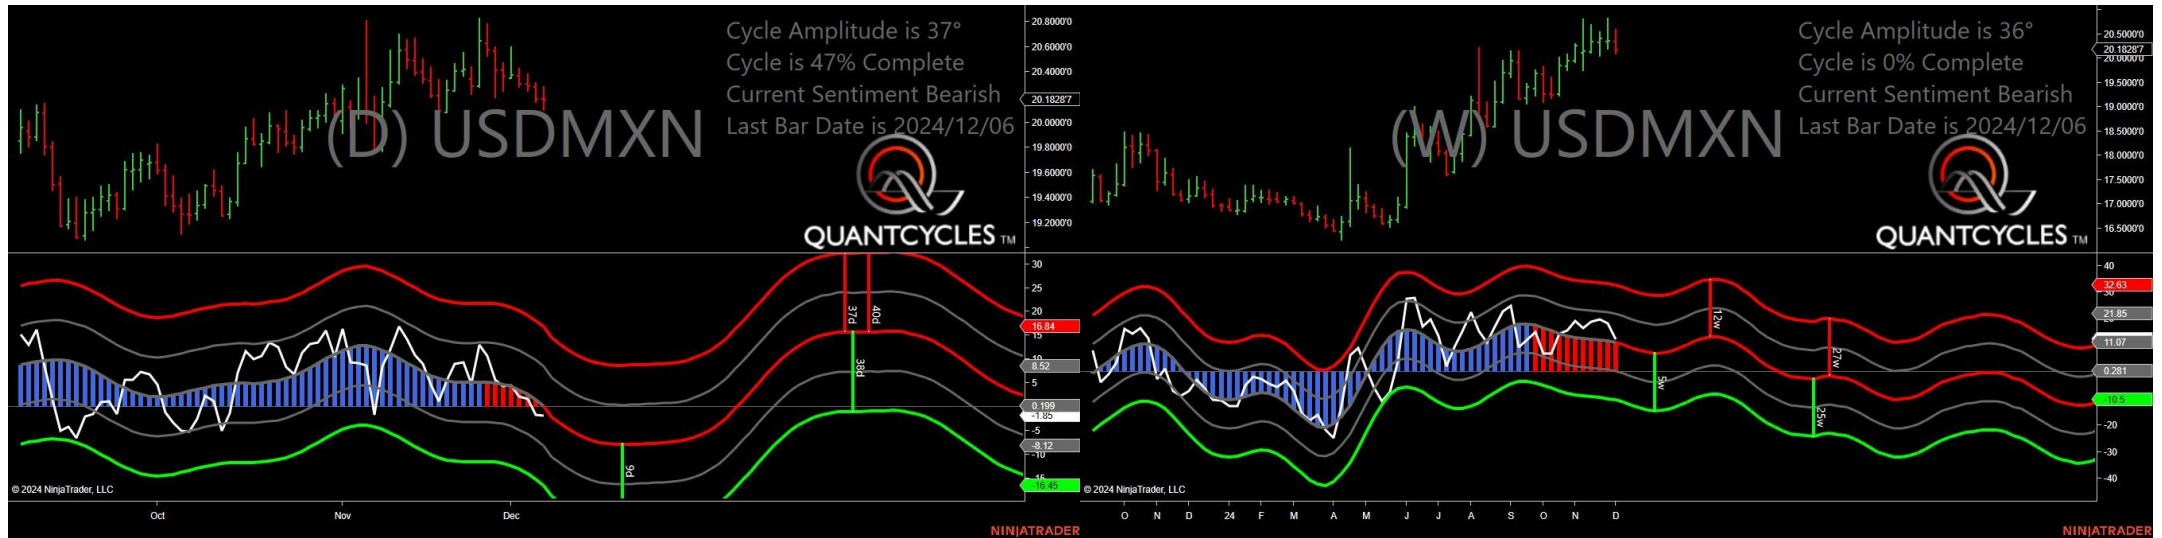 Cycle Amplitude is 37°
Cycle is 47% Complete
Current Sentiment Bearish
Last Bar Date is 2024/12/06
(D) USDMXN
QUANTCYCLES TM
20.8000'0
20.6000'0
20.4000'0
20.1828'7
20.0000'0
19.8000'0
19.6000'0
19.4000'0
19.2000'0
30
25
20
16.84
15
10
8.52
5
0.199
-1.85
-5
-8.12
-10
-15
-16.45
37d
40d
38d
9d
© 2024 NinjaTrader, LLC
Oct
Nov
Dec
NINJATRADER
Cycle Amplitude is 36°
Cycle is 0% Complete
Current Sentiment Bearish
Last Bar Date is 2024/12/06
(W) USDMXN
QUANTCYCLES TM
20.5000'0
20.1828'7
20.0000'0
19.5000'0
19.0000'0
18.5000'0
18.0000'0
17.5000'0
17.0000'0
16.5000'0
40
32.63
30
21.85
11.07
0.281
-10.5
-20
-30
-40
12w
27w
5w
25w
© 2024 NinjaTrader, LLC
O
N
D
24
F
M
A
M
J
J
A
S
O
N
D
NINJATRADER